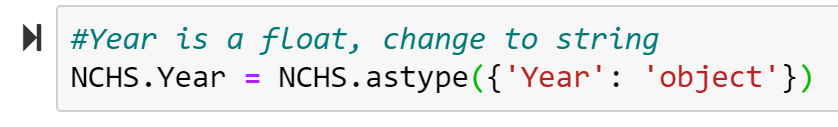 #Year is a float, change to string
NCHS.Year = NCHS.astype({'Year': 'object'})